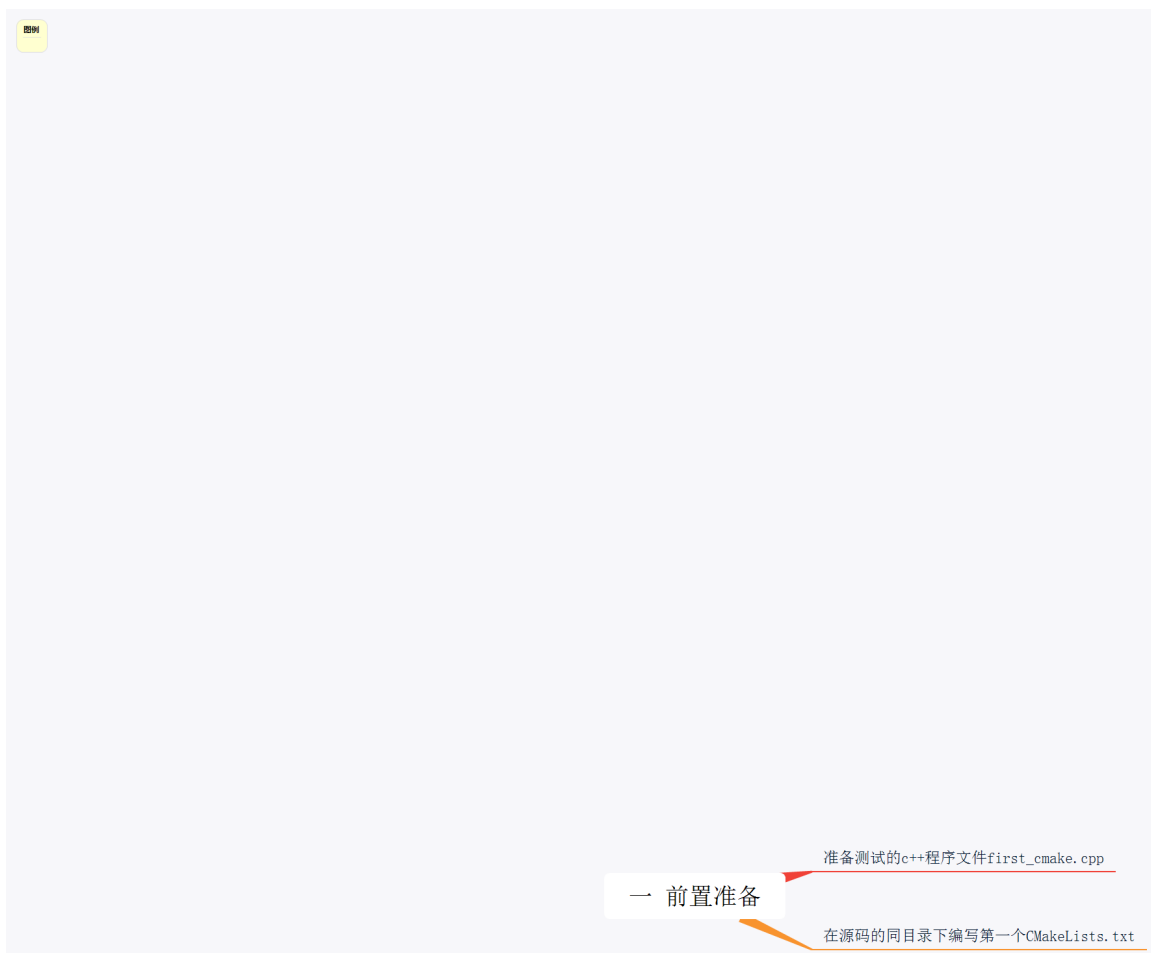 图例
准备测试的c++程序文件first_cmake.cpp
一 前置准备
在源码的同目录下编写第一个CMakeLists.txt